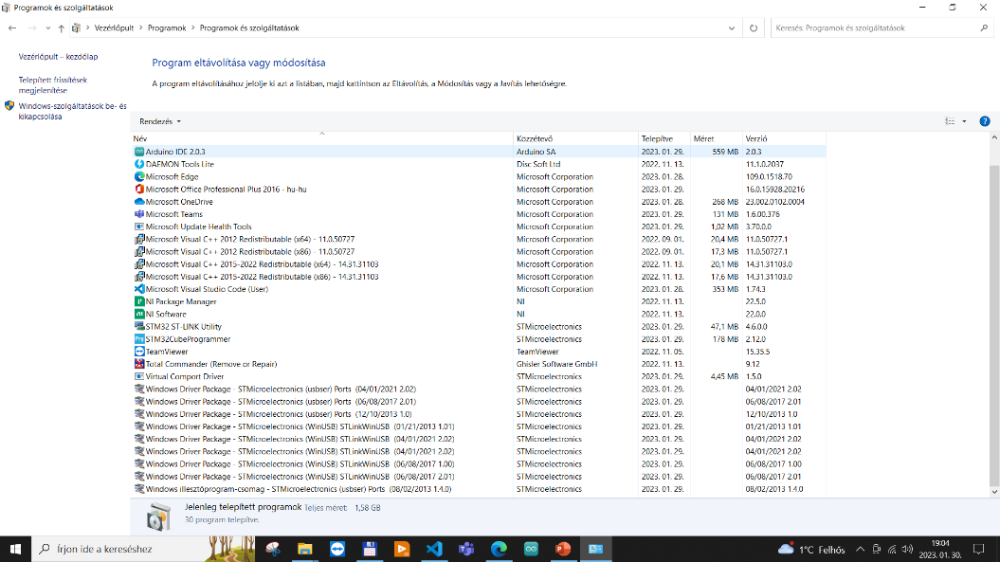 Programok és szolgáltatások
Vezérlőpult > Programok > Programok és szolgáltatások
Keresés: Programok és szolgáltatások
Vezérlőpult – kezdőlap
Telepített frissítések
megjelenítése
Windows-szolgáltatások be- és
kikapcsolása
Program eltávolítása vagy módosítása
A program eltávolításához jelölje ki azt a listában, majd kattintson az Eltávolítás, a Módosítás vagy a Javítás lehetőségre.
Rendezés
Név Közzétevő Telepítve Méret Verzió
Arduino IDE 2.0.3 Arduino SA 2023. 01. 29. 559 MB 2.0.3
DAEMON Tools Lite Disc Soft Ltd 2022. 11. 13. 11.1.0.2037
Microsoft Edge Microsoft Corporation 2023. 01. 28. 109.0.1518.70
Microsoft Office Professional Plus 2016 - hu-hu Microsoft Corporation 2023. 01. 29. 16.0.15928.20216
Microsoft OneDrive Microsoft Corporation 2023. 01. 28. 268 MB 23.002.0102.0004
Microsoft Teams Microsoft Corporation 2023. 01. 29. 131 MB 1.6.00.376
Microsoft Update Health Tools Microsoft Corporation 2023. 01. 29. 1,02 MB 3.70.0.0
Microsoft Visual C++ 2012 Redistributable (x64) - 11.0.50727 Microsoft Corporation 2022. 09. 01. 20,4 MB 11.0.50727.1
Microsoft Visual C++ 2012 Redistributable (x86) - 11.0.50727 Microsoft Corporation 2022. 09. 01. 17,3 MB 11.0.50727.1
Microsoft Visual C++ 2015-2022 Redistributable (x64) - 14.31.31103 Microsoft Corporation 2022. 11. 13. 20,1 MB 14.31.31103.0
Microsoft Visual C++ 2015-2022 Redistributable (x86) - 14.31.31103 Microsoft Corporation 2022. 11. 13. 17,6 MB 14.31.31103.0
Microsoft Visual Studio Code (User) Microsoft Corporation 2023. 01. 28. 353 MB 1.74.3
NI Package Manager NI 2022. 11. 13. 22.5.0
NI Software NI 2022. 11. 13. 22.0.0
STM32 ST-LINK Utility STMicroelectronics 2023. 01. 29. 47,1 MB 4.6.0.0
STM32CubeProgrammer STMicroelectronics 2023. 01. 29. 178 MB 2.12.0
TeamViewer TeamViewer 2022. 11. 05. 15.35.5
Total Commander (Remove or Repair) Ghisler Software GmbH 2022. 11. 13. 9.12
Virtual Comport Driver STMicroelectronics 2023. 01. 29. 4,45 MB 1.5.0
Windows Driver Package - STMicroelectronics (usbser) Ports (04/01/2021 2.02) STMicroelectronics 2023. 01. 29. 04/01/2021 2.02
Windows Driver Package - STMicroelectronics (usbser) Ports (06/08/2017 2.01) STMicroelectronics 2023. 01. 29. 06/08/2017 2.01
Windows Driver Package - STMicroelectronics (usbser) Ports (12/10/2013 1.0) STMicroelectronics 2023. 01. 29. 12/10/2013 1.0
Windows Driver Package - STMicroelectronics (WinUSB) STLinkWinUSB (01/21/2013 1.01) STMicroelectronics 2023. 01. 29. 01/21/2013 1.01
Windows Driver Package - STMicroelectronics (WinUSB) STLinkWinUSB (04/01/2021 2.02) STMicroelectronics 2023. 01. 29. 04/01/2021 2.02
Windows Driver Package - STMicroelectronics (WinUSB) STLinkWinUSB (04/01/2021 2.02) STMicroelectronics 2023. 01. 29. 04/01/2021 2.02
Windows Driver Package - STMicroelectronics (WinUSB) STLinkWinUSB (06/08/2017 1.00) STMicroelectronics 2023. 01. 29. 06/08/2017 1.00
Windows Driver Package - STMicroelectronics (WinUSB) STLinkWinUSB (06/08/2017 2.01) STMicroelectronics 2023. 01. 29. 06/08/2017 2.01
Windows illesztőprogram-csomag - STMicroelectronics (usbser) Ports (08/02/2013 1.4.0) STMicroelectronics 2023. 01. 29. 08/02/2013 1.4.0
Jelenleg telepített programok Teljes méret: 1,58 GB
30 program telepítve.
Írjon ide a kereséshez
1°C Felhős
19:04
2023. 01. 30.